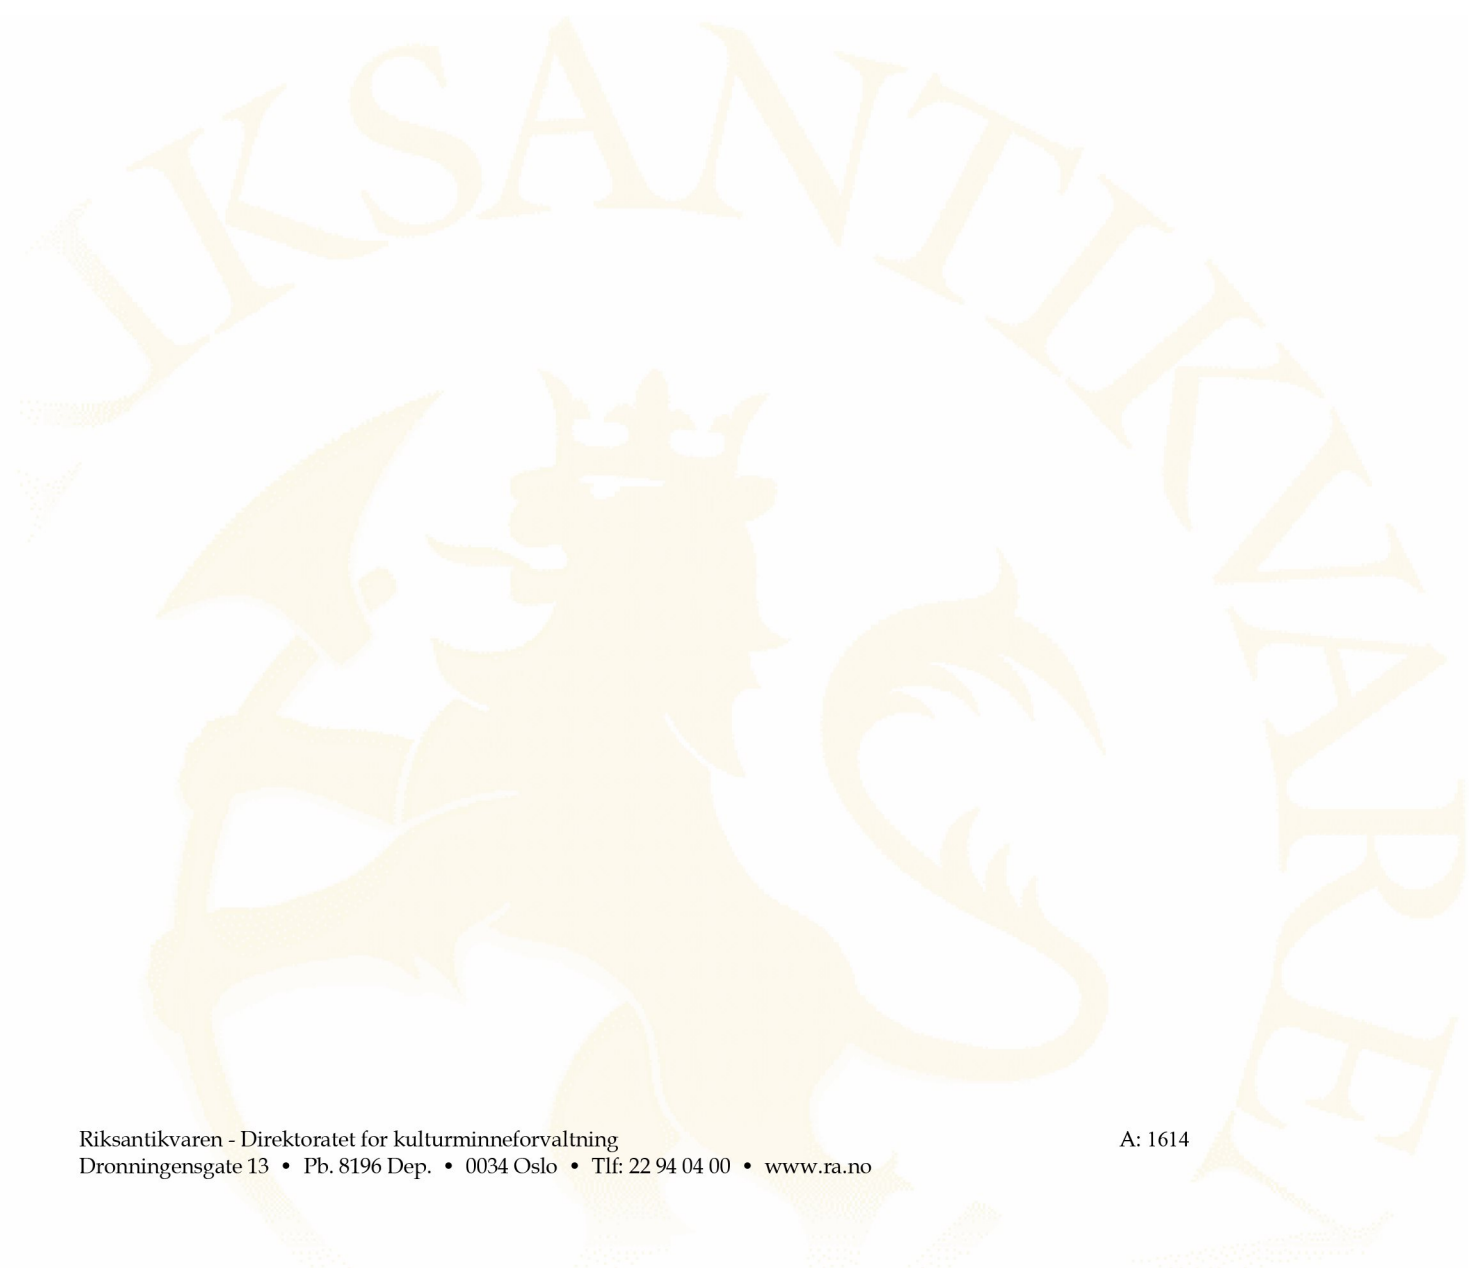 RIKSANTIKVAREN
Riksantikvaren - Direktoratet for kulturminneforvaltning
Dronningensgate 13 • Pb. 8196 Dep. • 0034 Oslo • Tlf: 22 94 04 00 • www.ra.no
A: 1614